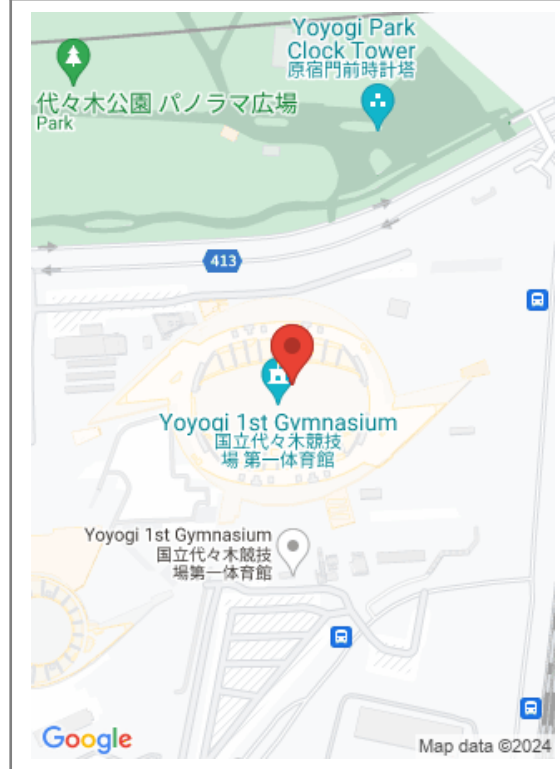 Yoyogi Park
Clock Tower
原宿門前時計塔
代々木公園 パノラマ広場
Park
413
Yoyogi 1st Gymnasium
国立代々木競技
場 第一体育館
Yoyogi 1st Gymnasium
国立代々木競技
場第一体育館
Google
Map data ©2024